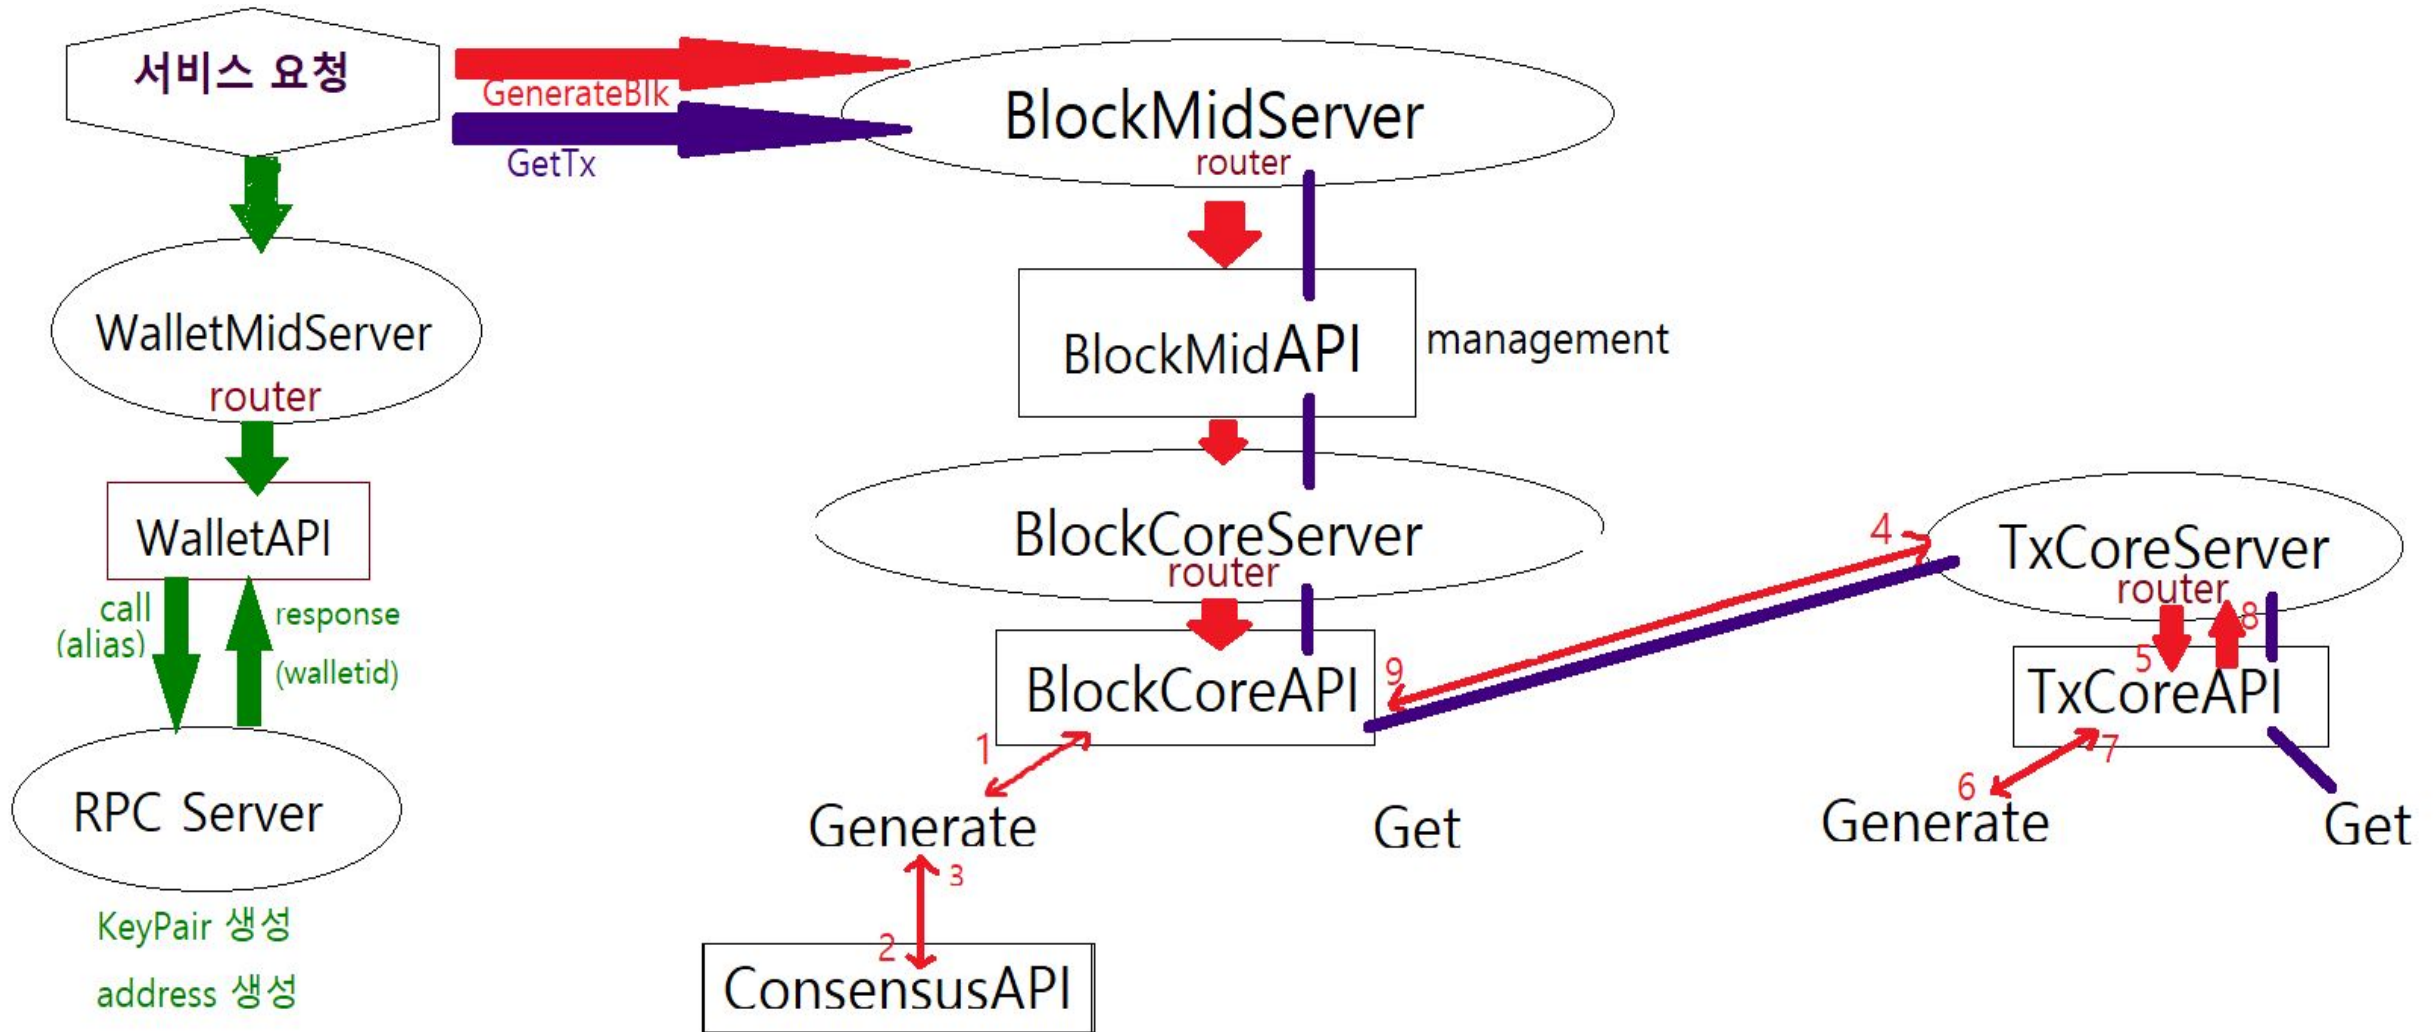 서비스 요청
GenerateBlk
GetTx
BlockMidServer
router
WalletMidServer
router
BlockMidAPI
management
WalletAPI
call
(alias)
response
(walletid)
BlockCoreServer
router
4
TxCoreServer
router
8
5
9
BlockCoreAPI
TxCoreAPI
1
7
6
RPC Server
Generate
Get
Generate
Get
3
2
KeyPair 생성
address 생성
ConsensusAPI